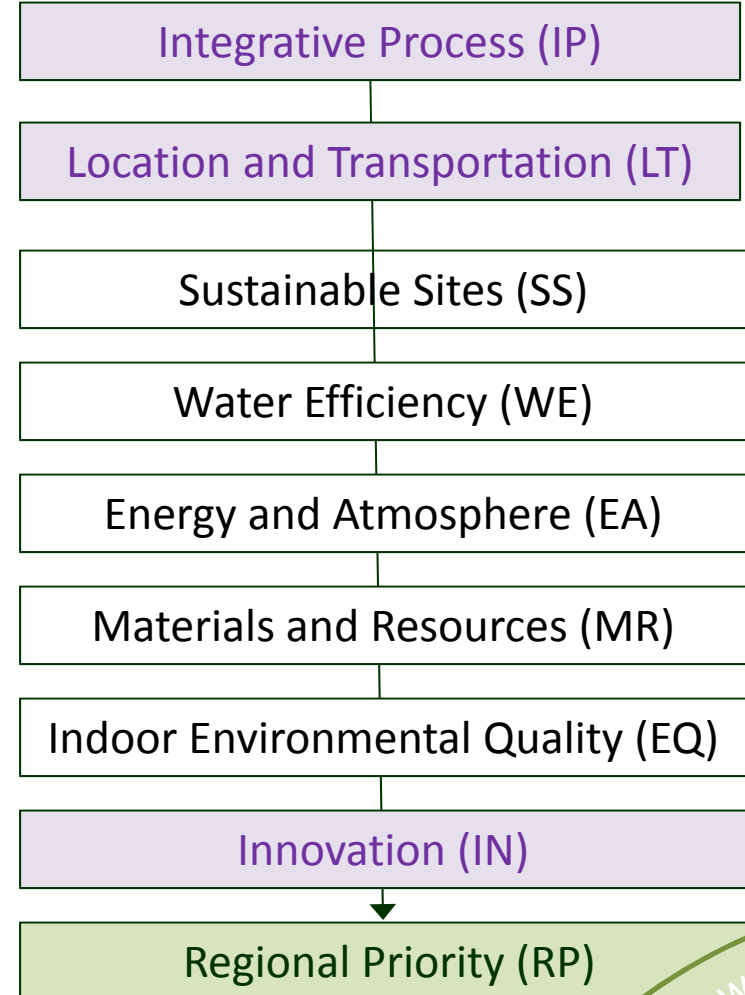 Integrative Process (IP)
Location and Transportation (LT)
Sustainable Sites (SS)
Water Efficiency (WE)
Energy and Atmosphere (EA)
Materials and Resources (MR)
Indoor Environmental Quality (EQ)
Innovation (IN)
Regional Priority (RP)